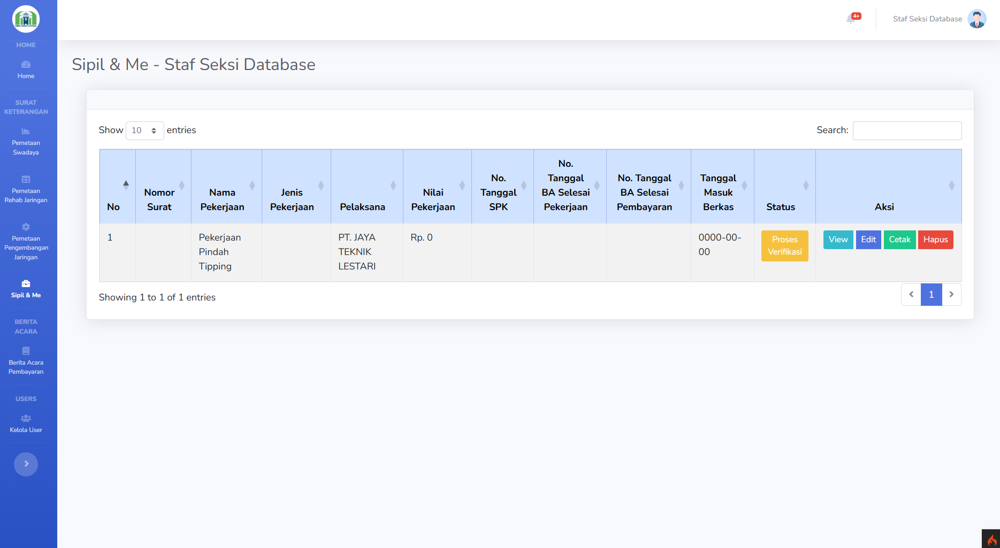 HOME
Home
SURAT
KETERANGAN
Pemetaan
Swadaya
Pemetaan
Rehab Jaringan
Pemetaan
Pengembangan
Jaringan
Sipil & Me
BERITA
ACARA
Berita Acara
Pembayaran
USERS
Kelola User
4+
Staf Seksi Database
Sipil & Me - Staf Seksi Database
Show 10 entries
Search:
No
Nomor
Surat
Nama
Pekerjaan
Jenis
Pekerjaan
Pelaksana
Nilai
Pekerjaan
No.
Tanggal
SPK
No.
Tanggal
BA Selesai
Pekerjaan
No. Tanggal
BA Selesai
Pembayaran
Tanggal
Masuk
Berkas
Status
Aksi
1
Pekerjaan
Pindah
Tipping
PT. JAYA
TEKNIK
LESTARI
Rp. 0
0000-00-
00
Proses
Verifikasi
View
Edit
Cetak
Hapus
Showing 1 to 1 of 1 entries
1